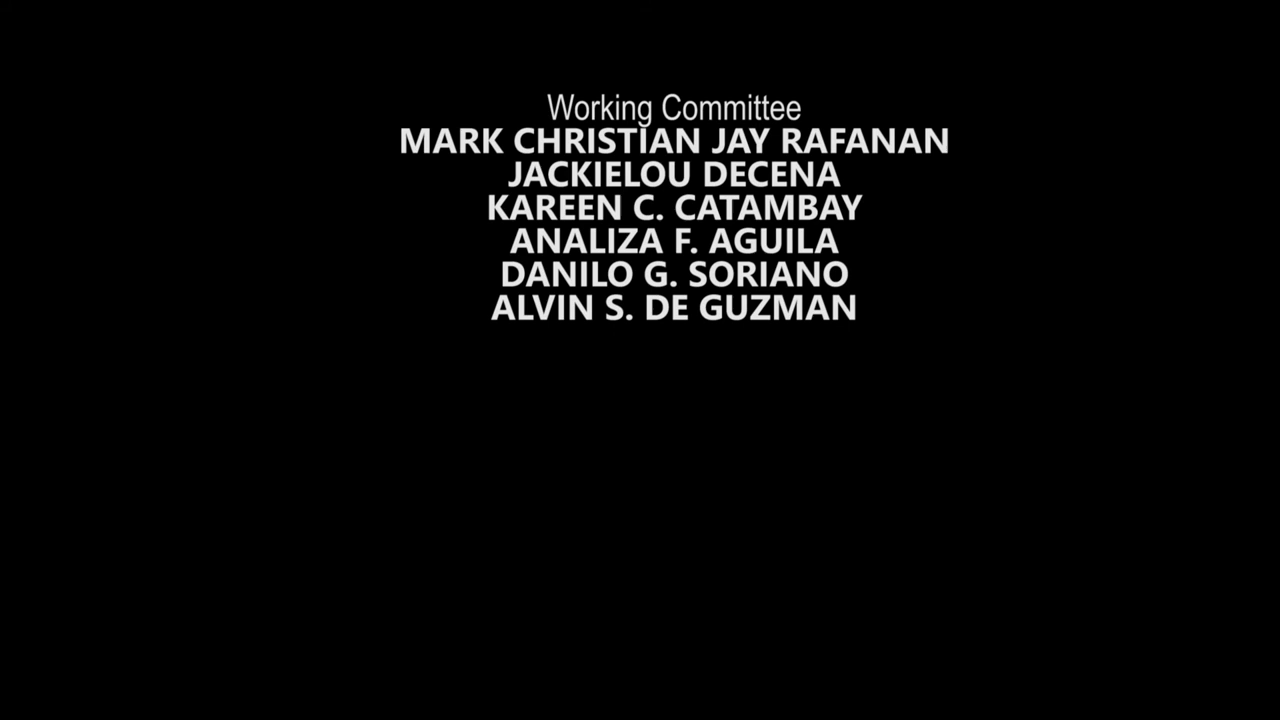 Working Committee
MARK CHRISTIAN JAY RAFANAN
JACKIELOU DECENA
KAREEN C. CATAMBAY
ANALIZA F. AGUILA
DANILO G. SORIANO
ALVIN S. DE GUZMAN